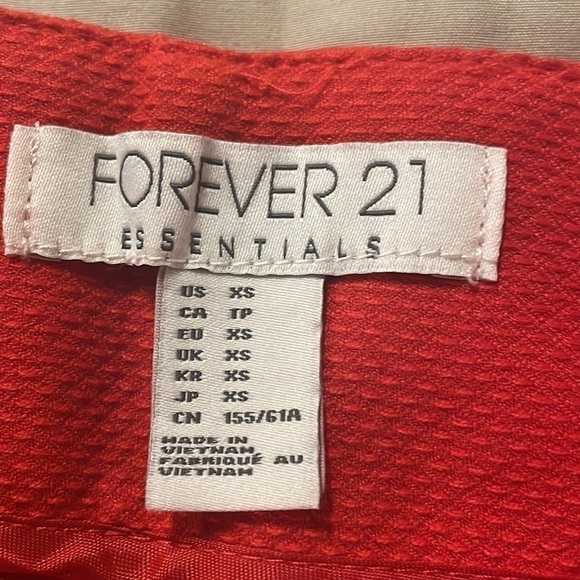 FOREVER 21
ESSENTIALS
US XS
CA TP
EU XS
UK XS
KR XS
JP XS
CN 155/61A
MADE IN
VIETNAM
FABRIQUÉ AU
VIETNAM